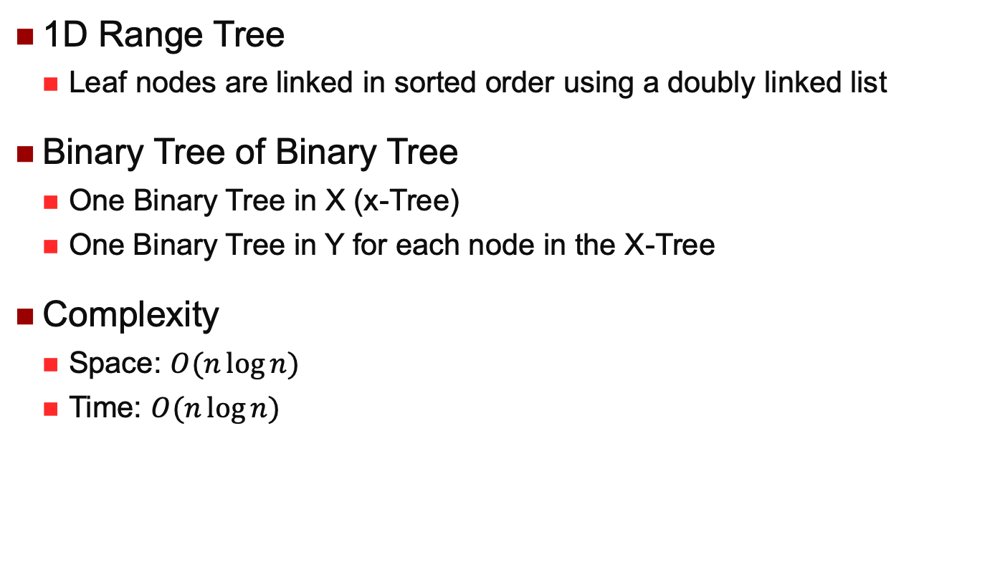 1D Range Tree
Leaf nodes are linked in sorted order using a doubly linked list
Binary Tree of Binary Tree
One Binary Tree in X (x-Tree)
One Binary Tree in Y for each node in the X-Tree
Complexity
Space: O(n log n)
Time: O(n log n)